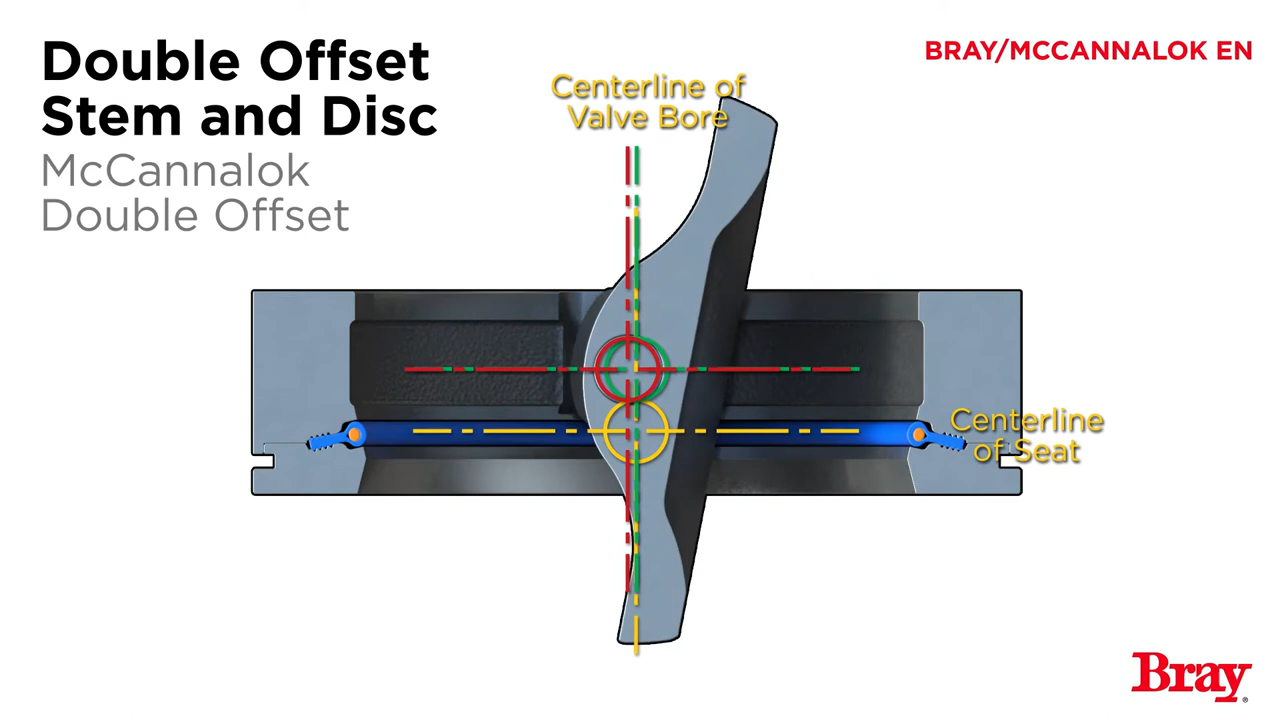 Double Offset
Stem and Disc
McCannalok
Double Offset
BRAY/MCCANNALOK EN
Centerline of
Valve Bore
Centerline
of Seat
Bray®